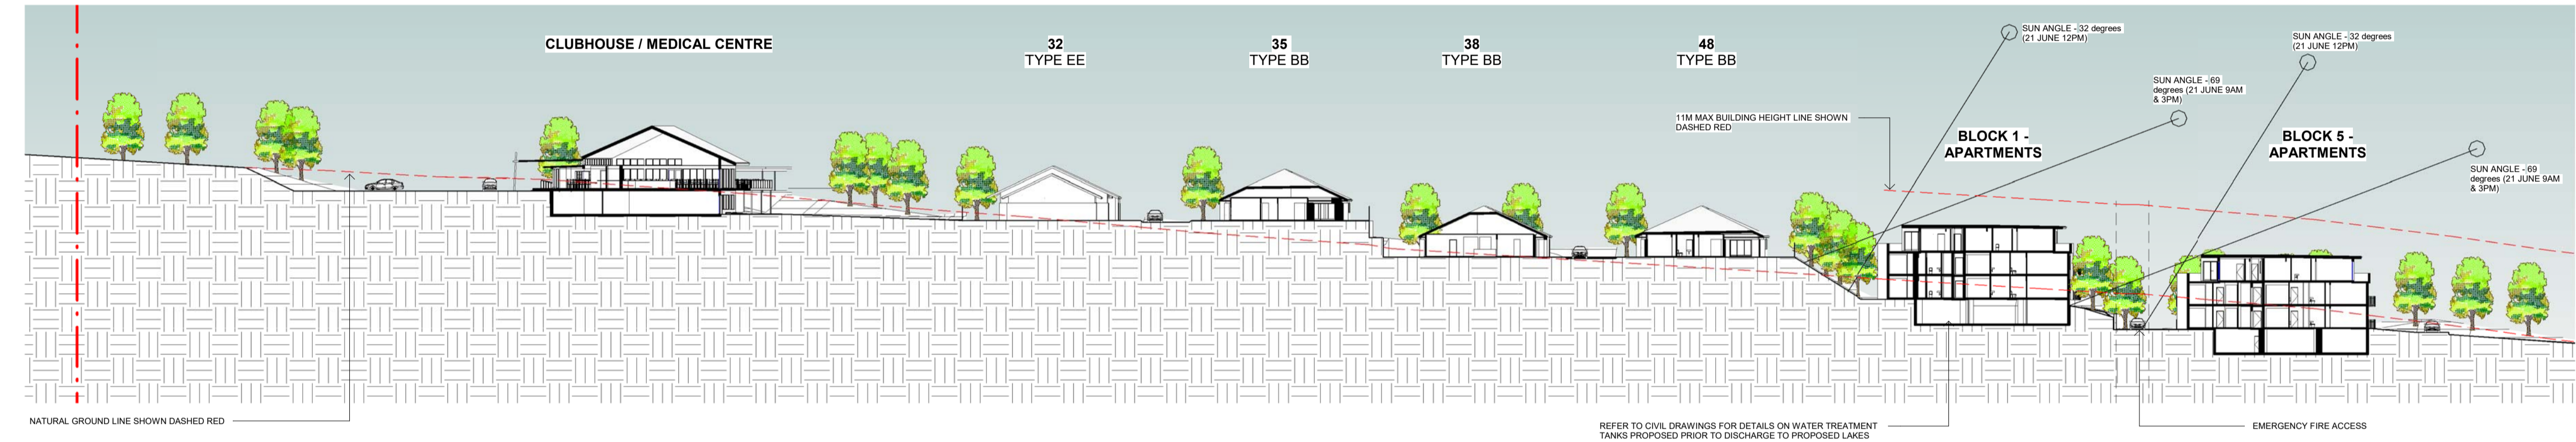 CLUBHOUSE / MEDICAL CENTRE
32
TYPE EE
35
TYPE BB
38
TYPE BB
48
TYPE BB
SUN ANGLE - 32 degrees
(21 JUNE 12PM)
SUN ANGLE - 32 degrees
(21 JUNE 12PM)
SUN ANGLE - 69
degrees (21 JUNE 9AM
& 3PM)
11M MAX BUILDING HEIGHT LINE SHOWN
DASHED RED
BLOCK 1 -
APARTMENTS
BLOCK 5 -
APARTMENTS
SUN ANGLE - 69
degrees (21 JUNE 9AM
& 3PM)
NATURAL GROUND LINE SHOWN DASHED RED
REFER TO CIVIL DRAWINGS FOR DETAILS ON WATER TREATMENT
TANKS PROPOSED PRIOR TO DISCHARGE TO PROPOSED LAKES
EMERGENCY FIRE ACCESS